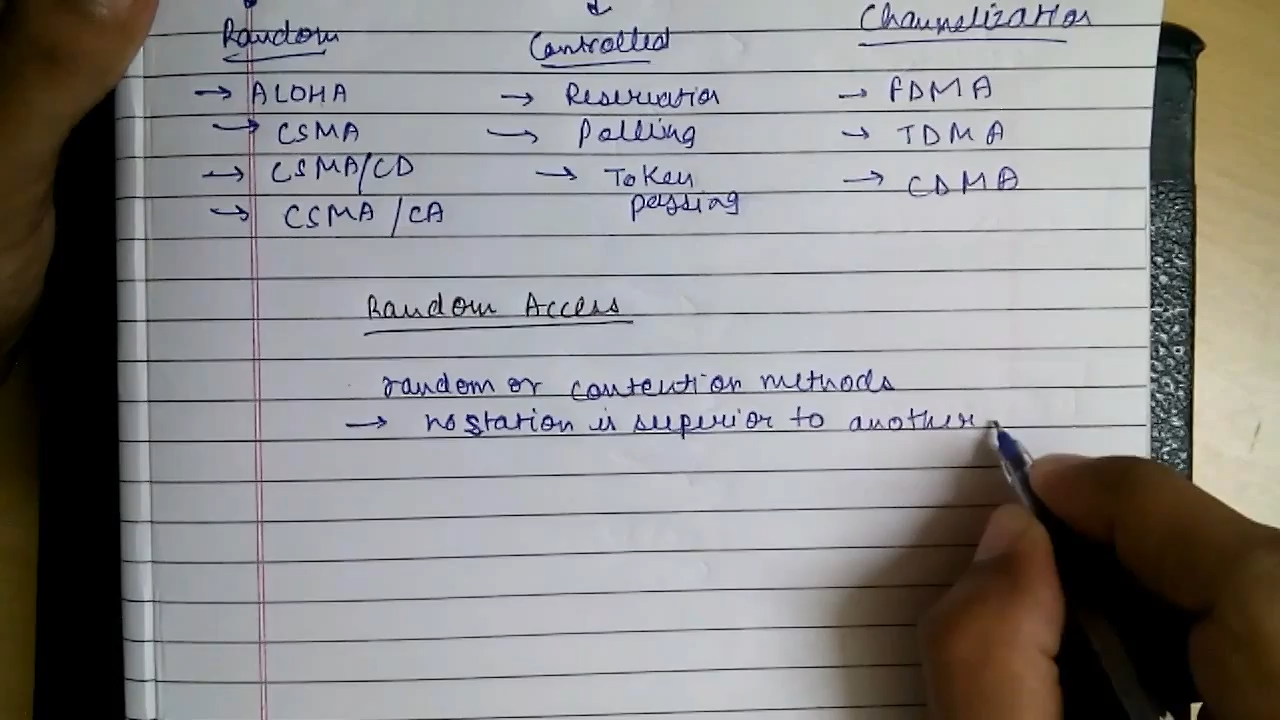 Random Controlled Channelization
→ ALOHA → Reservation → FDMA
→ CSMA → Polling → TDMA
→ CSMA/CD → Token → CDMA
→ CSMA/CA passing
Random Access
random or contention methods
→ no station is superior to another